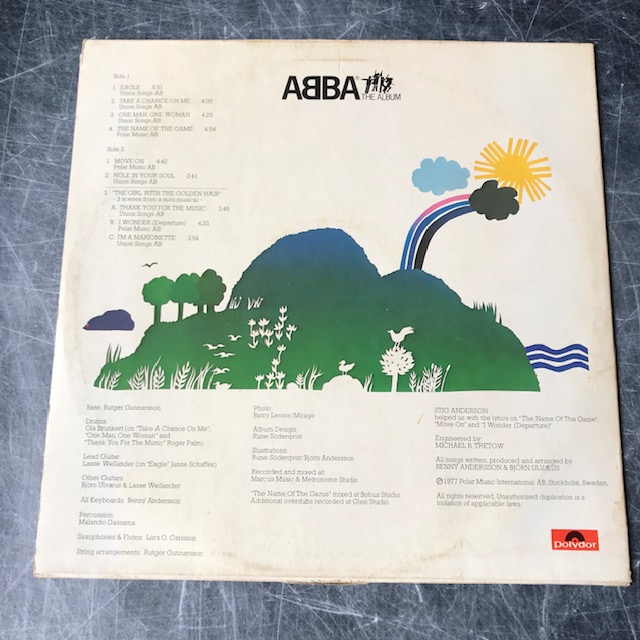 ABBA
THE ALBUM
Side 1
1. EAGLE 5:51
Union Songs AB
2. TAKE A CHANCE ON ME 4:05
Union Songs AB
3. ONE MAN, ONE WOMAN 4:25
Union Songs AB
4. THE NAME OF THE GAME 4:54
Polar Music AB
Side 2
1. MOVE ON 4:42
Polar Music AB
2. HOLE IN YOUR SOUL 3:41
Union Songs AB
3. "THE GIRL WITH THE GOLDEN HAIR"
– 3 scenes from a mini-musical –
A. THANK YOU FOR THE MUSIC 3:48
Union Songs AB
B. I WONDER (Departure) 4:33
Polar Music AB
C. I'M A MARIONETTE 3:54
Union Songs AB
Bass: Rutger Gunnarsson
Drums:
Ola Brunkert (on "Take A Chance On Me",
"One Man, One Woman" and
"Thank You For The Music" Roger Palm)
Lead Guitar:
Lasse Wellander (on "Eagle" Janne Schaffer)
Other Guitars:
Björn Ulvæus & Lasse Wellander
All Keyboards: Benny Andersson
Percussion:
Malando Gassama
Saxophones & Flutes: Lars O. Carlsson
String arrangements: Rutger Gunnarsson
Photo:
Barry Levine/Mirage
Album Design:
Rune Söderqvist
Illustrations:
Rune Söderqvist/Björn Andersson
Recorded and mixed at:
Marcus Music & Metronome Studio
"The Name Of The Game" mixed at Bohus Studio.
Additional overdubs recorded at Glen Studio
STIG ANDERSON
helped us with the lyrics on "The Name Of The Game",
"Move On" and "I Wonder (Departure)"
Engineered by:
MICHAEL B. TRETOW
All songs written, produced and arranged by
BENNY ANDERSSON & BJÖRN ULVÆUS
℗ 1977 Polar Music International AB, Stockholm, Sweden
All rights reserved. Unauthorized duplication is a
violation of applicable laws.
polydor